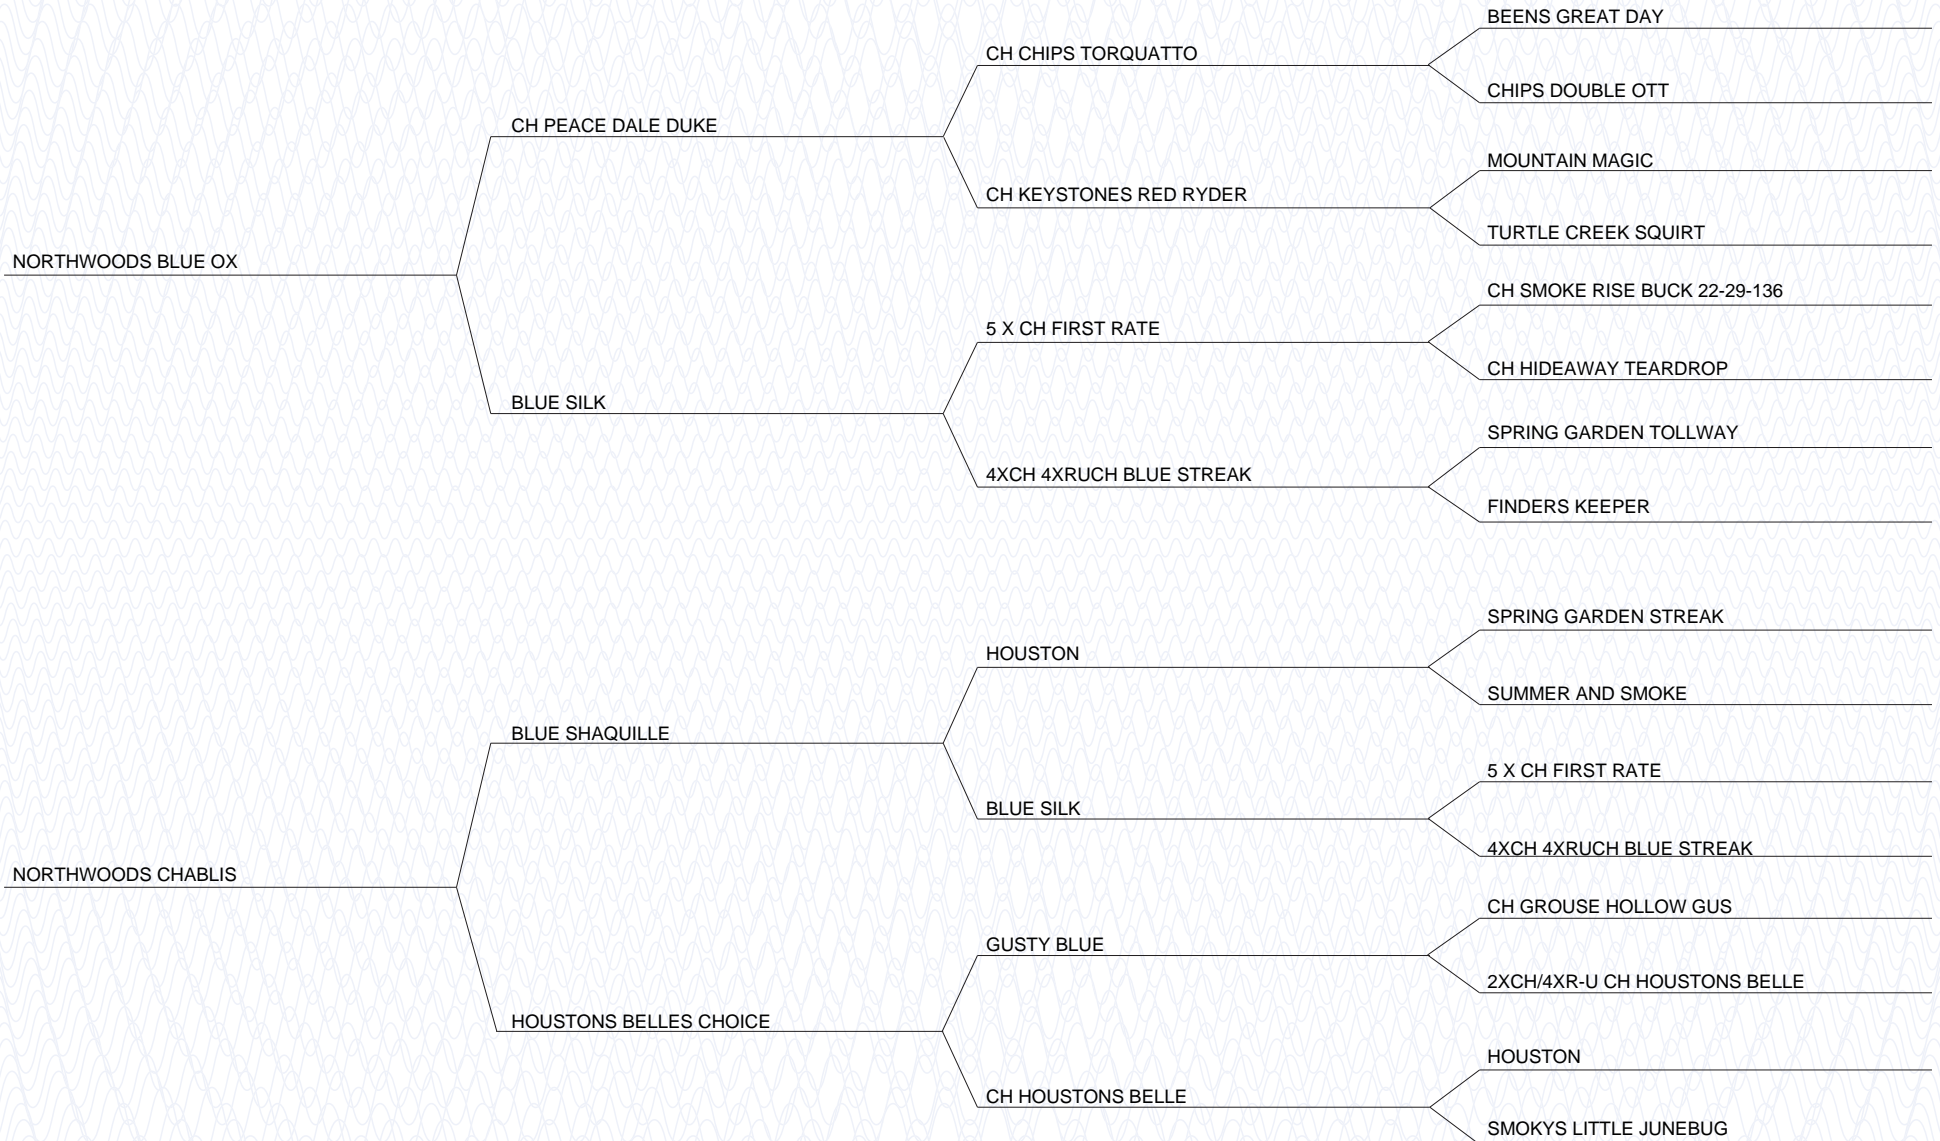 BEENS GREAT DAY
CH CHIPS TORQUATTO
CHIPS DOUBLE OTT
CH PEACE DALE DUKE
MOUNTAIN MAGIC
CH KEYSTONES RED RYDER
TURTLE CREEK SQUIRT
NORTHWOODS BLUE OX
CH SMOKE RISE BUCK 22-29-136
5 X CH FIRST RATE
CH HIDEAWAY TEARDROP
BLUE SILK
SPRING GARDEN TOLLWAY
4XCH 4XRUCH BLUE STREAK
FINDERS KEEPER
SPRING GARDEN STREAK
HOUSTON
SUMMER AND SMOKE
BLUE SHAQUILLE
5 X CH FIRST RATE
BLUE SILK
4XCH 4XRUCH BLUE STREAK
NORTHWOODS CHABLIS
CH GROUSE HOLLOW GUS
GUSTY BLUE
2XCH/4XR-U CH HOUSTONS BELLE
HOUSTONS BELLES CHOICE
HOUSTON
CH HOUSTONS BELLE
SMOKYS LITTLE JUNEBUG